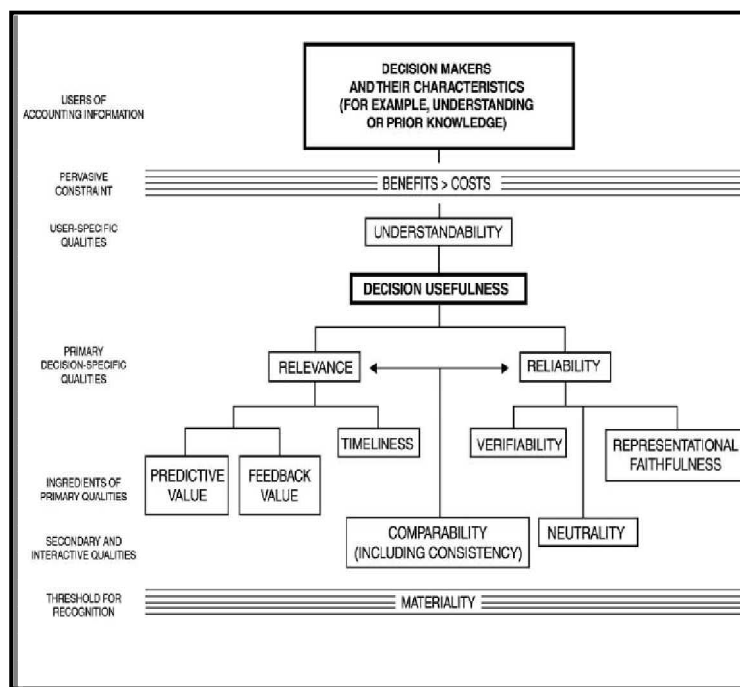 DECISION MAKERS
AND THEIR CHARACTERISTICS
(FOR EXAMPLE, UNDERSTANDING
OR PRIOR KNOWLEDGE)
USERS OF
ACCOUNTING INFORMATION
PERVASIVE
CONSTRAINT
BENEFITS > COSTS
USER-SPECIFIC
QUALITIES
UNDERSTANDABILITY
DECISION USEFULNESS
PRIMARY
DECISION-SPECIFIC
QUALITIES
RELEVANCE
RELIABILITY
TIMELINESS
VERIFIABILITY
REPRESENTATIONAL
FAITHFULNESS
INGREDIENTS OF
PRIMARY QUALITIES
PREDICTIVE
VALUE
FEEDBACK
VALUE
SECONDARY AND
INTERACTIVE QUALITIES
COMPARABILITY
(INCLUDING CONSISTENCY)
NEUTRALITY
THRESHOLD FOR
RECOGNITION
MATERIALITY